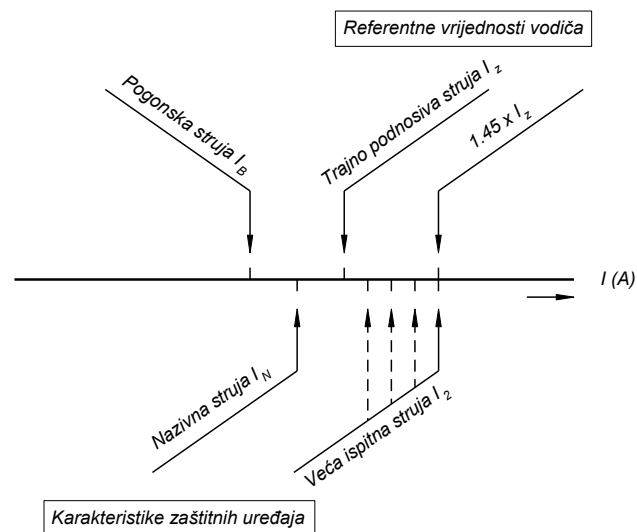 Referentne vrijednosti vodiča
Pogonska struja I_B
Trajno podnosiva struja I_z
1.45 x I_z
I (A)
Nazivna struja I_N
Veća ispitna struja I_2
Karakteristike zaštitnih uređaja